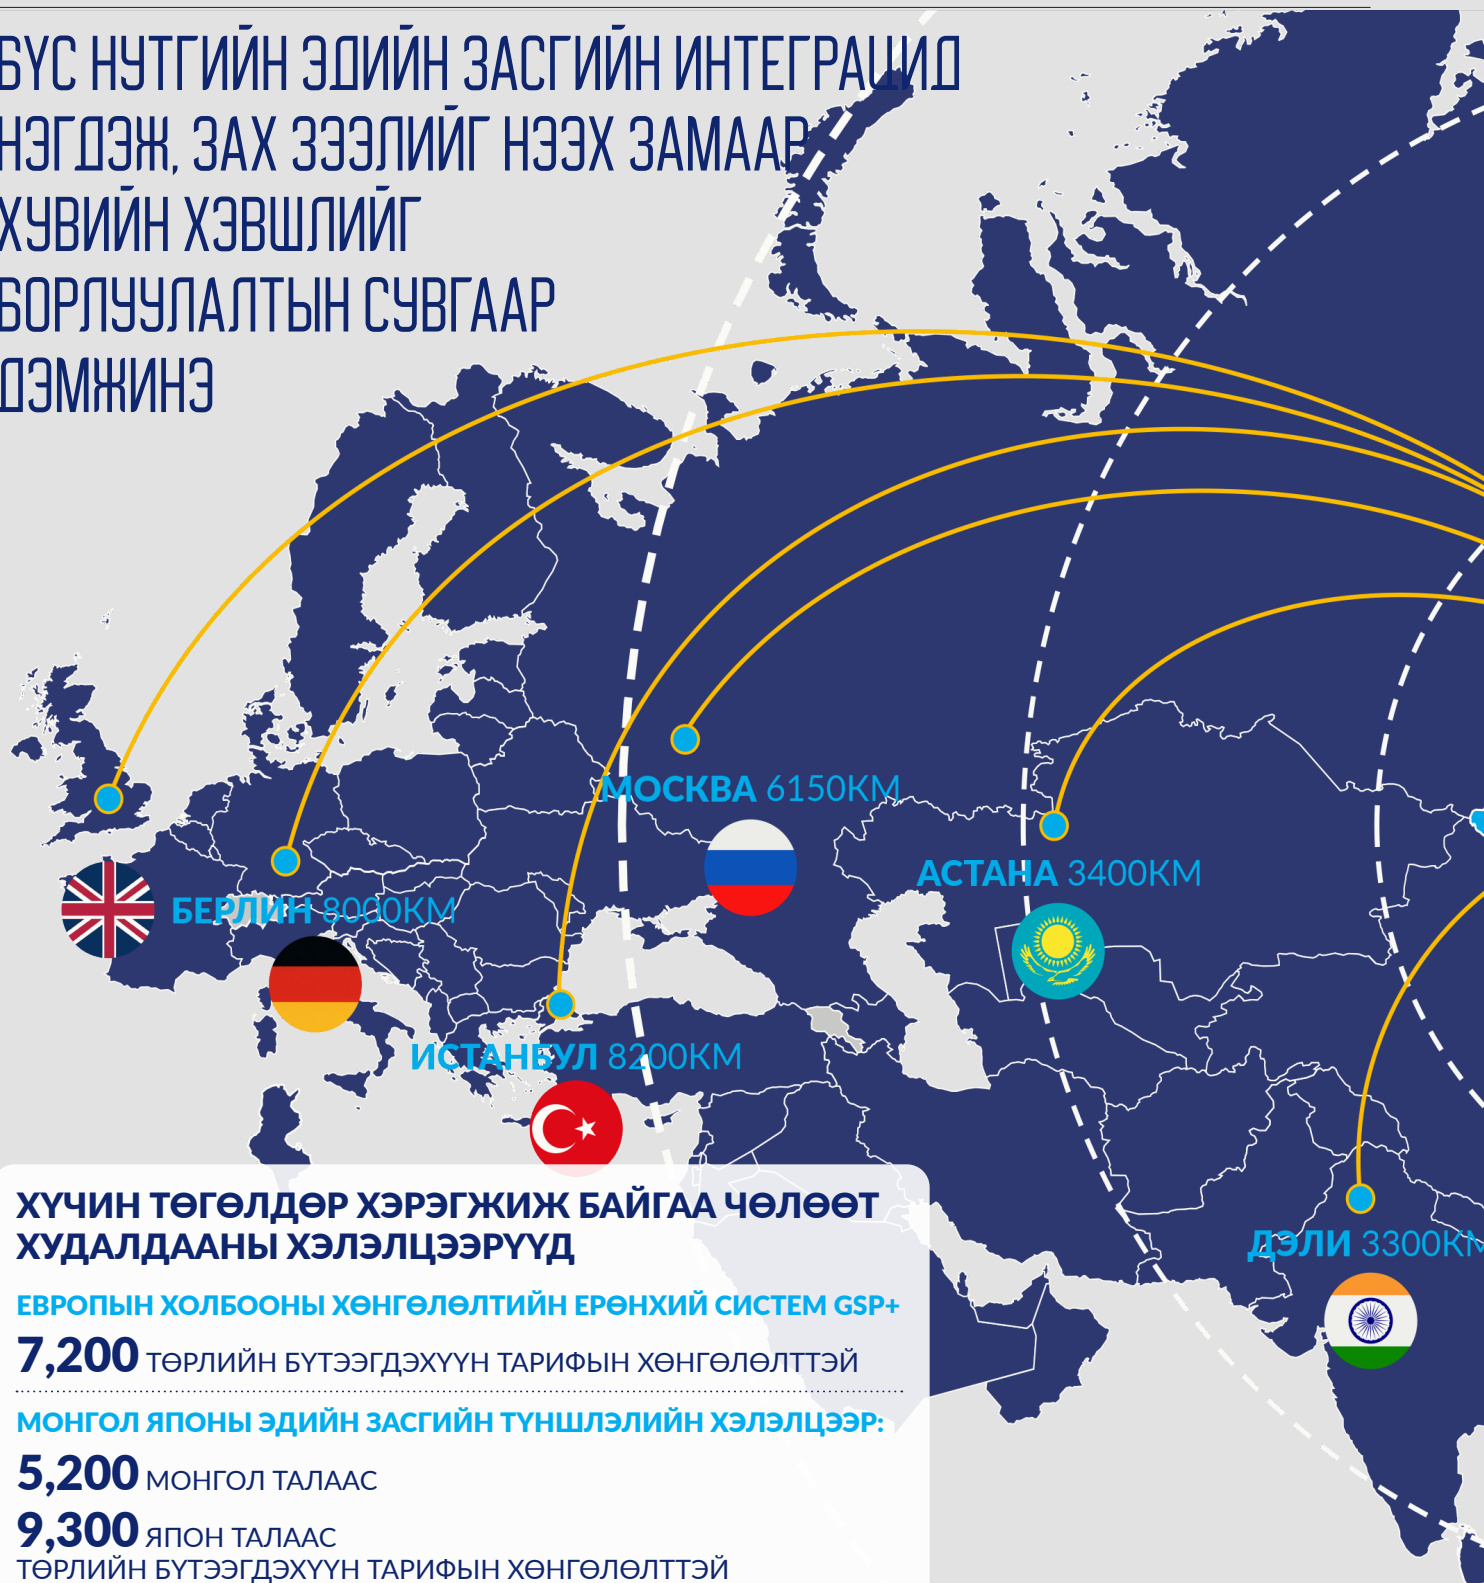 БҮС НУТГИЙН ЭДИЙН ЗАСГИЙН ИНТЕГРАЦИД
НЭГДЭЖ, ЗАХ ЗЭЭЛИЙГ НЭЭХ ЗАМААР
ХУВИЙН ХЭВШЛИЙГ
БОРЛУУЛАЛТЫН СУВГААР
ДЭМЖИНЭ
МОСКВА 6150КМ
АСТАНА 3400КМ
БЕРЛИН 8000КМ
ИСТАНБУЛ 8200КМ
ДЭЛИ 3300КМ
ХҮЧИН ТӨГӨЛДӨР ХЭРЭГЖИЖ БАЙГАА ЧӨЛӨӨТ
ХУДАЛДААНЫ ХЭЛЭЛЦЭЭРҮҮД
ЕВРОПЫН ХОЛБООНЫ ХӨНГӨЛӨЛТИЙН ЕРӨНХИЙ СИСТЕМ GSP+
7,200 ТӨРЛИЙН БҮТЭЭГДЭХҮҮН ТАРИФЫН ХӨНГӨЛӨЛТТЭЙ
МОНГОЛ ЯПОНЫ ЭДИЙН ЗАСГИЙН ТҮНШЛЭЛИЙН ХЭЛЭЛЦЭЭР:
5,200 МОНГОЛ ТАЛААС
9,300 ЯПОН ТАЛААС
ТӨРЛИЙН БҮТЭЭГДЭХҮҮН ТАРИФЫН ХӨНГӨЛӨЛТТЭЙ